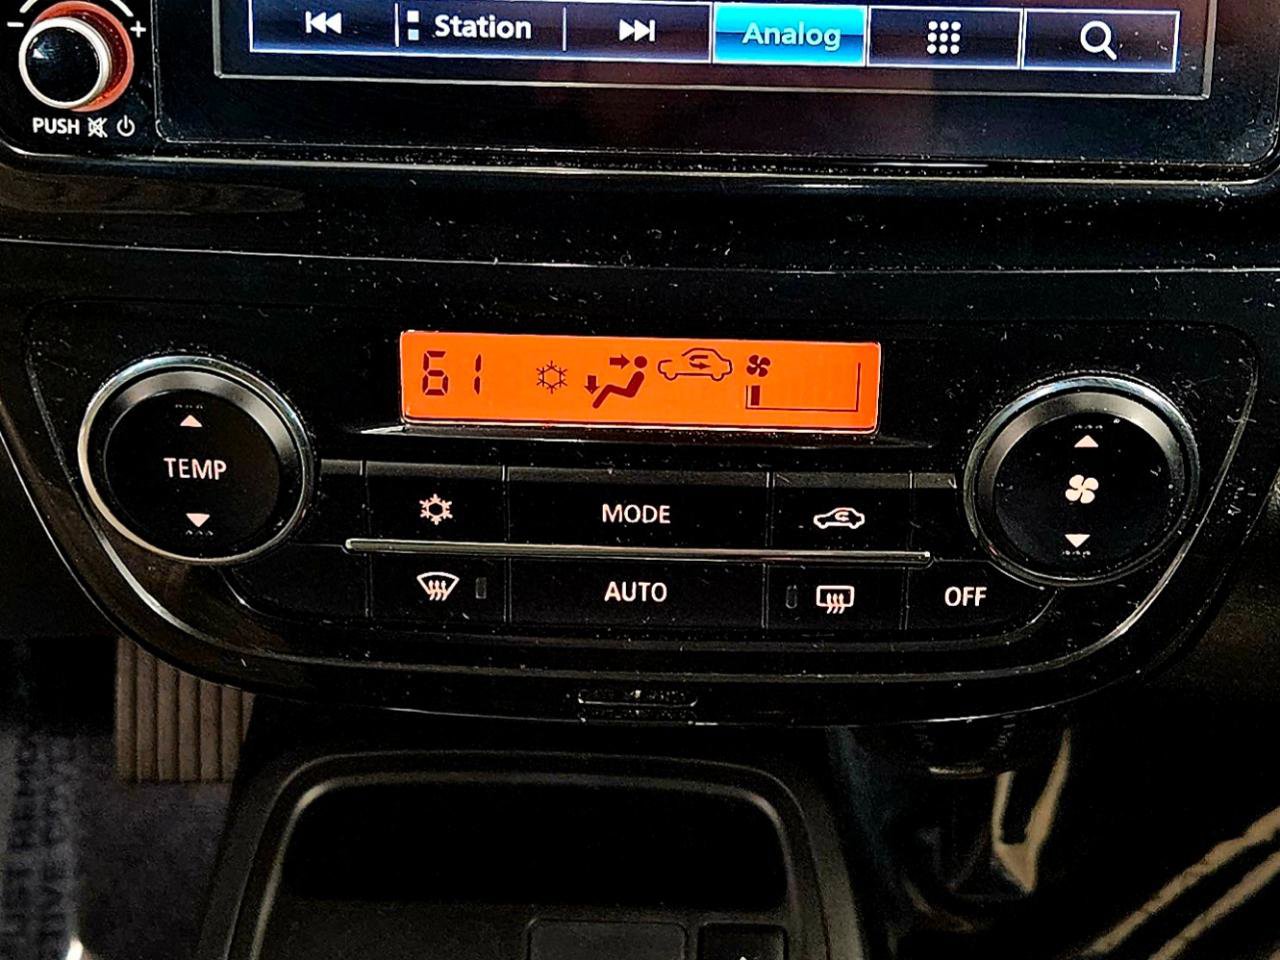 Station
Analog
PUSH
61
TEMP
MODE
AUTO
OFF